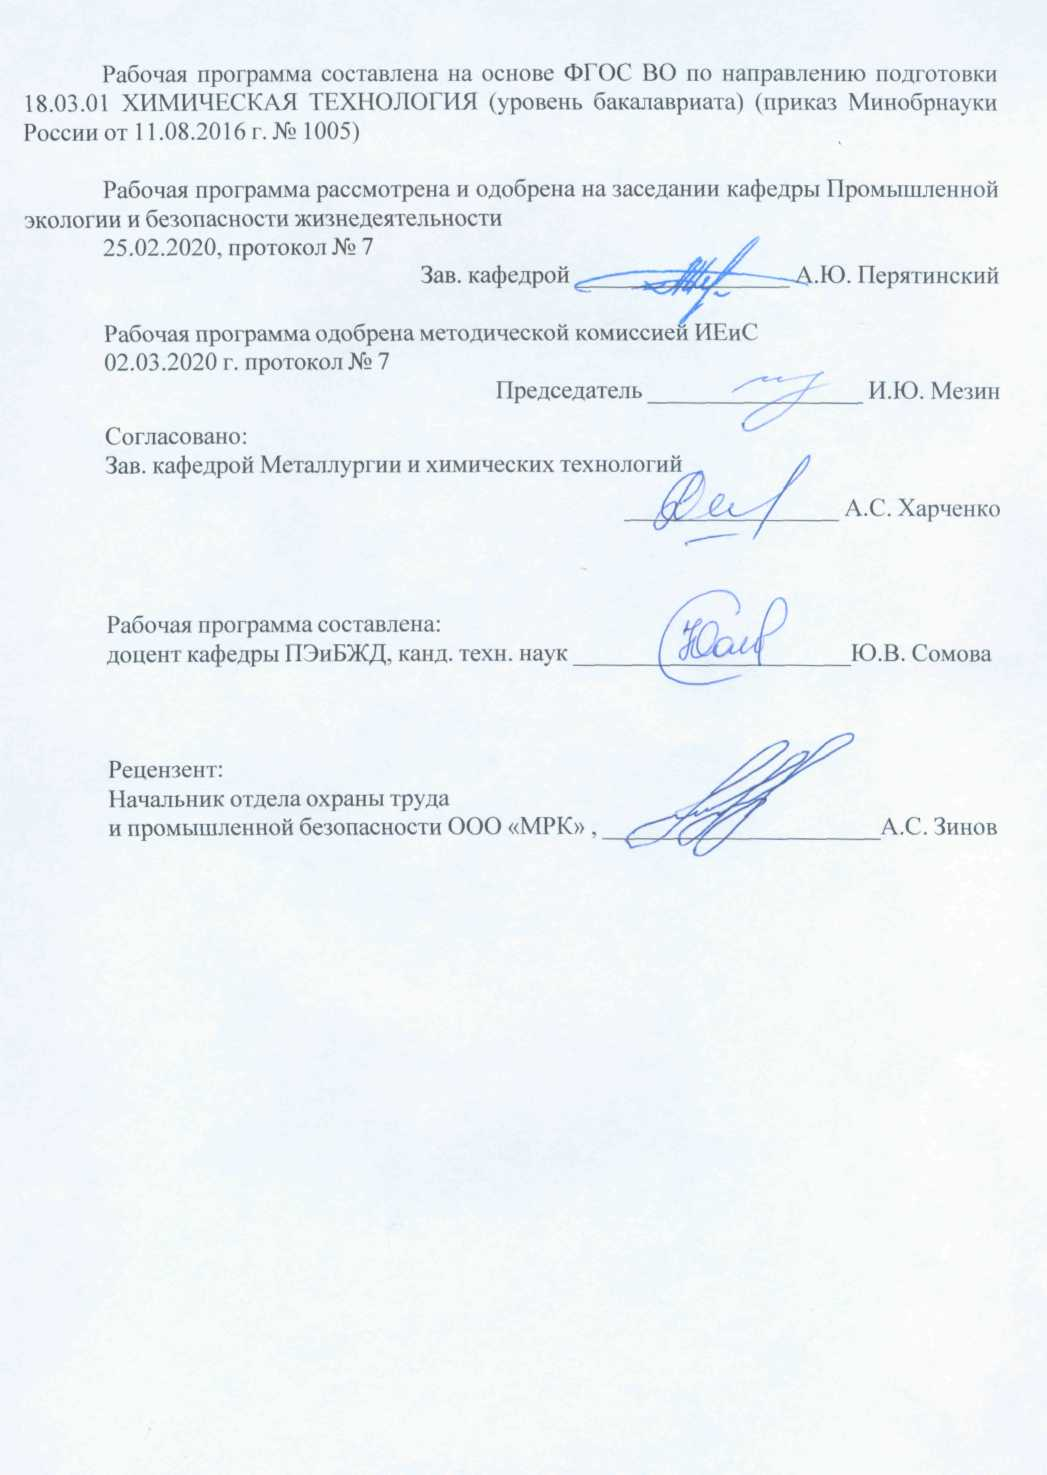 Рабочая программа составлена на основе ФГОС ВО по направлению подготовки
18.03.01 ХИМИЧЕСКАЯ ТЕХНОЛОГИЯ (уровень бакалавриата) (приказ Минобрнауки
России от 11.08.2016 г. № 1005)
Рабочая программа рассмотрена и одобрена на заседании кафедры Промышленной
экологии и безопасности жизнедеятельности
25.02.2020, протокол № 7
Зав. кафедрой А.Ю. Перятинский
Рабочая программа одобрена методической комиссией ИЕиС
02.03.2020 г. протокол № 7
Председатель И.Ю. Мезин
Согласовано:
Зав. кафедрой Металлургии и химических технологий
А.С. Харченко
Рабочая программа составлена:
доцент кафедры ПЭиБЖД, канд. техн. наук Ю.В. Сомова
Рецензент:
Начальник отдела охраны труда
и промышленной безопасности ООО «МРК» , А.С. Зинов